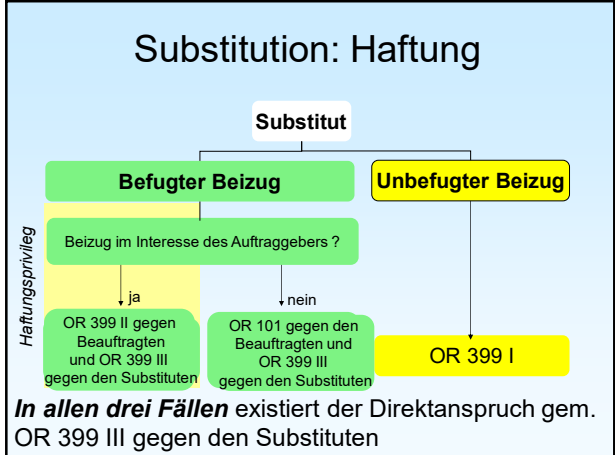 Substitution: Haftung
Substitut
Befugter Beizug
Unbefugter Beizug
Haftungsprivileg
Beizug im Interesse des Auftraggebers ?
ja
nein
OR 399 II gegen
Beauftragten
und OR 399 III
gegen den Substituten
OR 101 gegen den
Beauftragten und
OR 399 III
gegen den Substituten
OR 399 I
In allen drei Fällen existiert der Direktanspruch gem.
OR 399 III gegen den Substituten